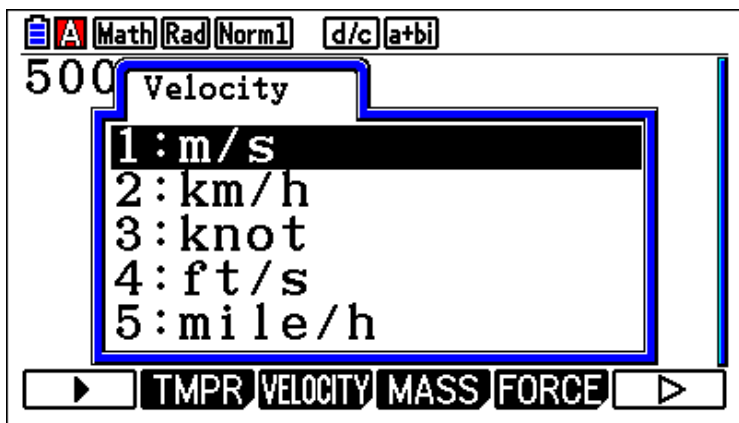 A Math Rad Norm1 d/c a+bi
500
Velocity
1:m/s
2:km/h
3:knot
4:ft/s
5:mile/h
TMPR VELOCITY MASS FORCE